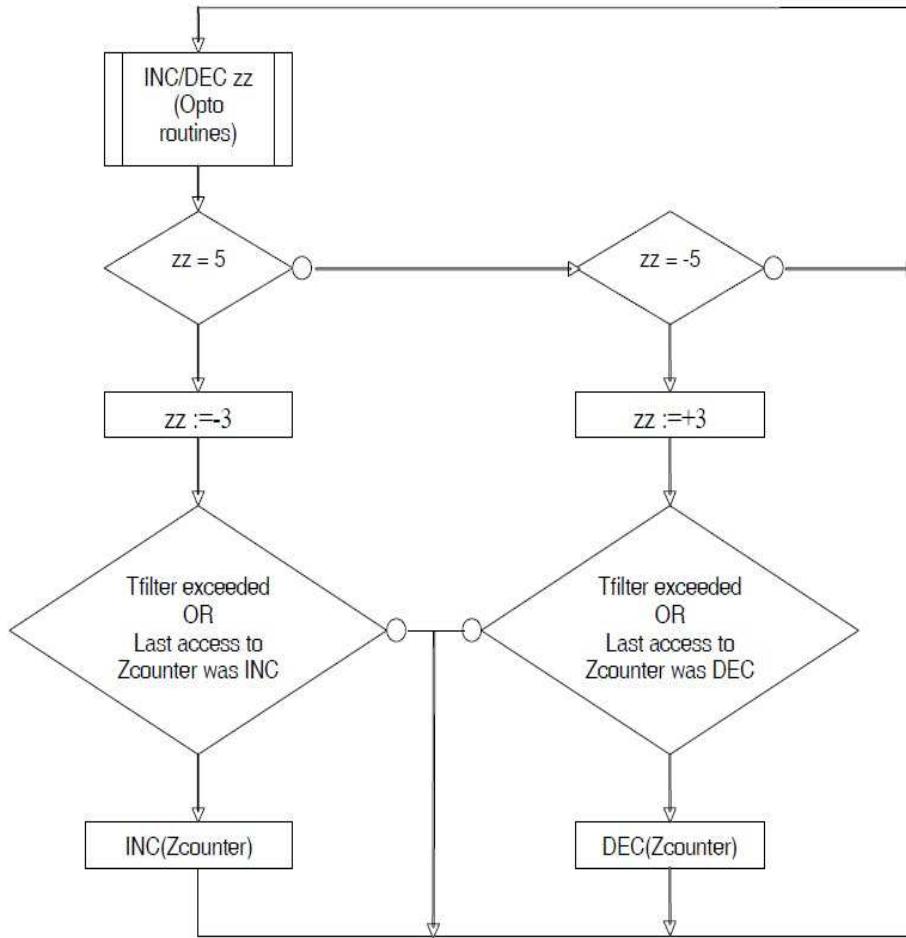 INC/DEC zz
(Opto
routines)
zz = 5
zz = -5
zz :=-3
zz :=+3
Tfilter exceeded
OR
Last access to
Zcounter was INC
Tfilter exceeded
OR
Last access to
Zcounter was DEC
INC(Zcounter)
DEC(Zcounter)